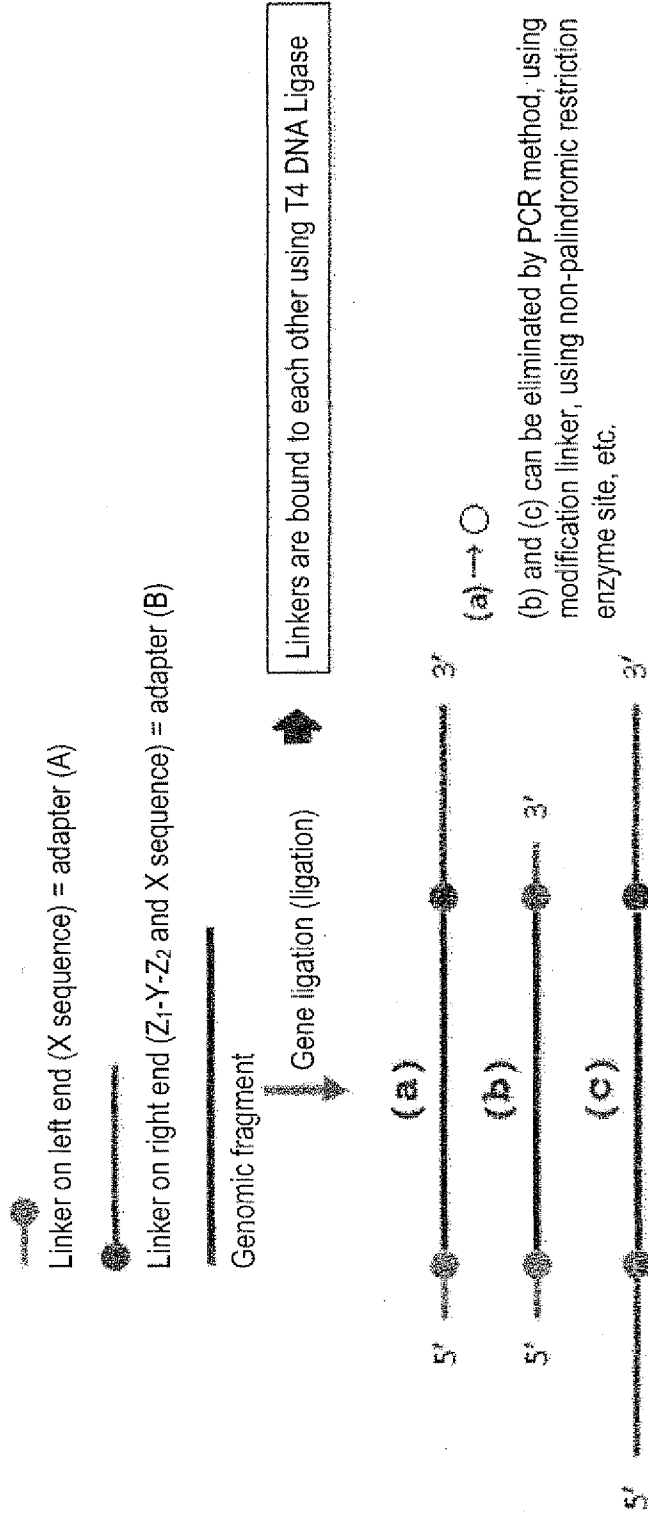 Linker on left end (X sequence) = adapter (A)
Linker on right end (Z₁-Y-Z₂ and X sequence) = adapter (B)
Genomic fragment
Gene ligation (ligation)
Linkers are bound to each other using T4 DNA Ligase
(a)
5′ 3′
(b)
5′ 3′
(c)
5′ 3′
(a) → ○
(b) and (c) can be eliminated by PCR method, using
modification linker, using non-palindromic restriction
enzyme site, etc.